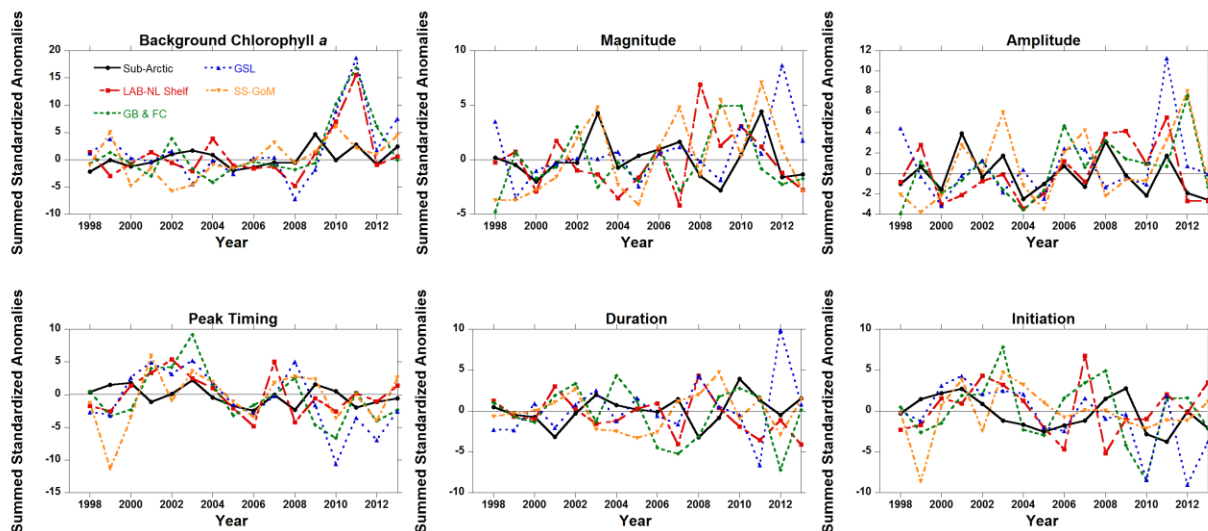 Background Chlorophyll a
Summed Standardized Anomalies
20
15
10
5
0
-5
-10
Sub-Arctic
GSL
LAB-NL Shelf
SS-GoM
GB & FC
1998 2000 2002 2004 2006 2008 2010 2012
Year
Magnitude
Summed Standardized Anomalies
10
5
0
-5
1998 2000 2002 2004 2006 2008 2010 2012
Year
Amplitude
Summed Standardized Anomalies
12
10
8
6
4
2
0
-2
-4
1998 2000 2002 2004 2006 2008 2010 2012
Year
Peak Timing
Summed Standardized Anomalies
10
5
0
-5
-10
-15
1998 2000 2002 2004 2006 2008 2010 2012
Year
Duration
Summed Standardized Anomalies
10
5
0
-5
-10
1998 2000 2002 2004 2006 2008 2010 2012
Year
Initiation
Summed Standardized Anomalies
10
5
0
-5
-10
1998 2000 2002 2004 2006 2008 2010 2012
Year